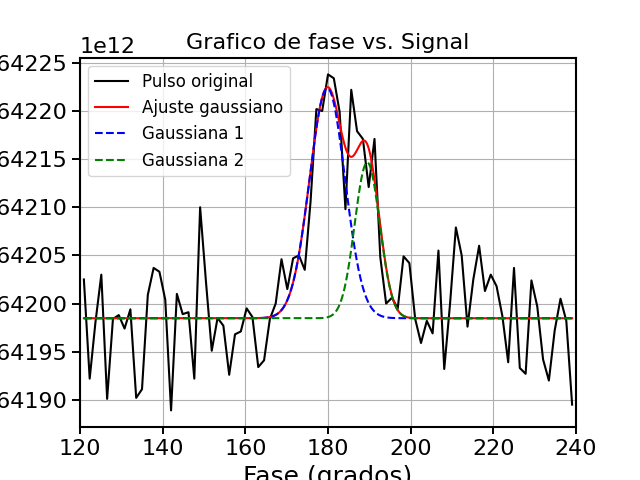 1e12
Grafico de fase vs. Signal
Pulso original
Ajuste gaussiano
Gaussiana 1
Gaussiana 2
64225
64220
64215
64210
64205
64200
64195
64190
120 140 160 180 200 220 240
Fase (grados)